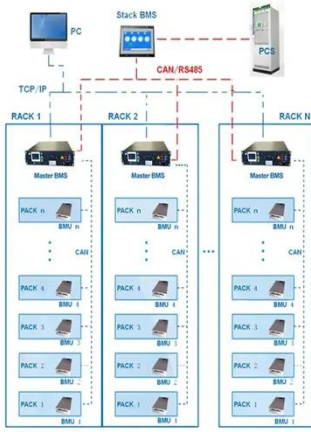 Stack BMS
PC
PCS
CAN/RS485
TCP/IP
RACK 1
RACK 2
RACK N
Master BMS
Master BMS
Master BMS
PACK n
BMU n
PACK n
BMU n
PACK n
BMU n
CAN
CAN
CAN
PACK 4
BMU 4
PACK 4
BMU 4
PACK 4
BMU 4
PACK 3
BMU 3
PACK 3
BMU 3
PACK 3
BMU 3
PACK 2
BMU 2
PACK 2
BMU 2
PACK 2
BMU 2
PACK 1
BMU 1
PACK 1
BMU 1
PACK 1
BMU 1